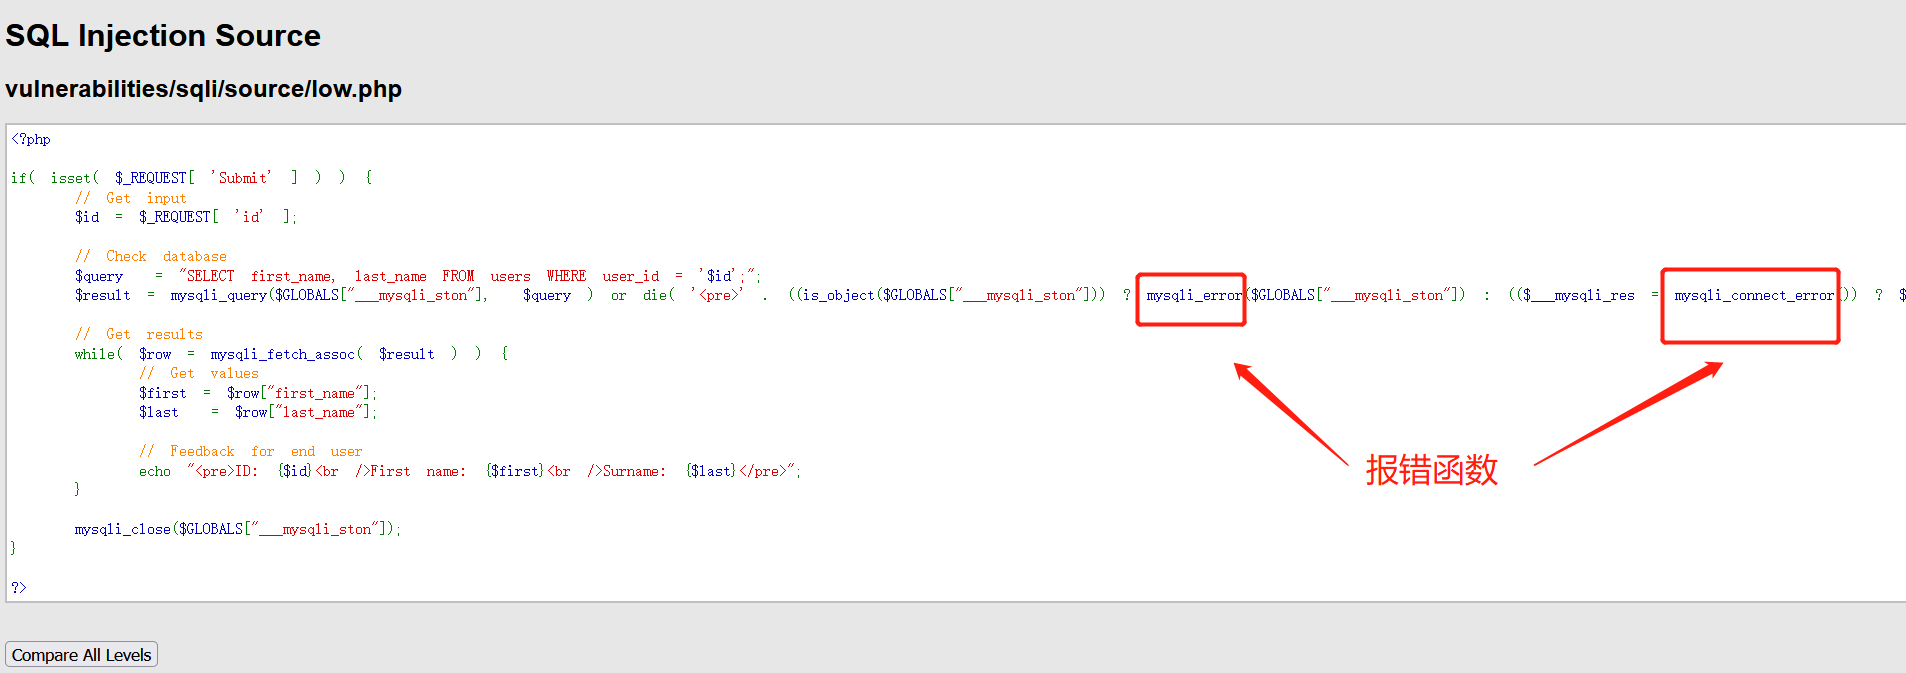 SQL Injection Source
vulnerabilities/sqli/source/low.php
<?php
if( isset( $_REQUEST[ 'Submit' ] ) ) {
// Get input
$id = $_REQUEST[ 'id' ];
// Check database
$query = "SELECT first_name, last_name FROM users WHERE user_id = '$id';";
$result = mysqli_query($GLOBALS["___mysqli_ston"], $query ) or die( '<pre>' . ((is_object($GLOBALS["___mysqli_ston"])) ? mysqli_error($GLOBALS["___mysqli_ston"]) : (($___mysqli_res = mysqli_connect_error()) ? $
// Get results
while( $row = mysqli_fetch_assoc( $result ) ) {
// Get values
$first = $row["first_name"];
$last = $row["last_name"];
// Feedback for end user
echo "<pre>ID: {$id}<br />First name: {$first}<br />Surname: {$last}</pre>";
}
报错函数
mysqli_close($GLOBALS["___mysqli_ston"]);
}
?>
Compare All Levels